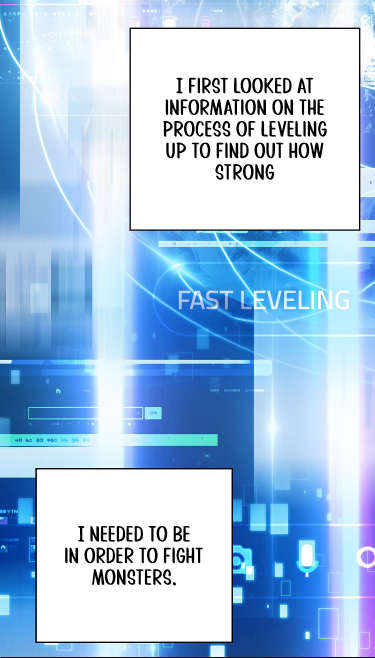 I FIRST LOOKED AT
INFORMATION ON THE
PROCESS OF LEVELING
UP TO FIND OUT HOW
STRONG
FAST LEVELING
I NEEDED TO BE
IN ORDER TO FIGHT
MONSTERS.